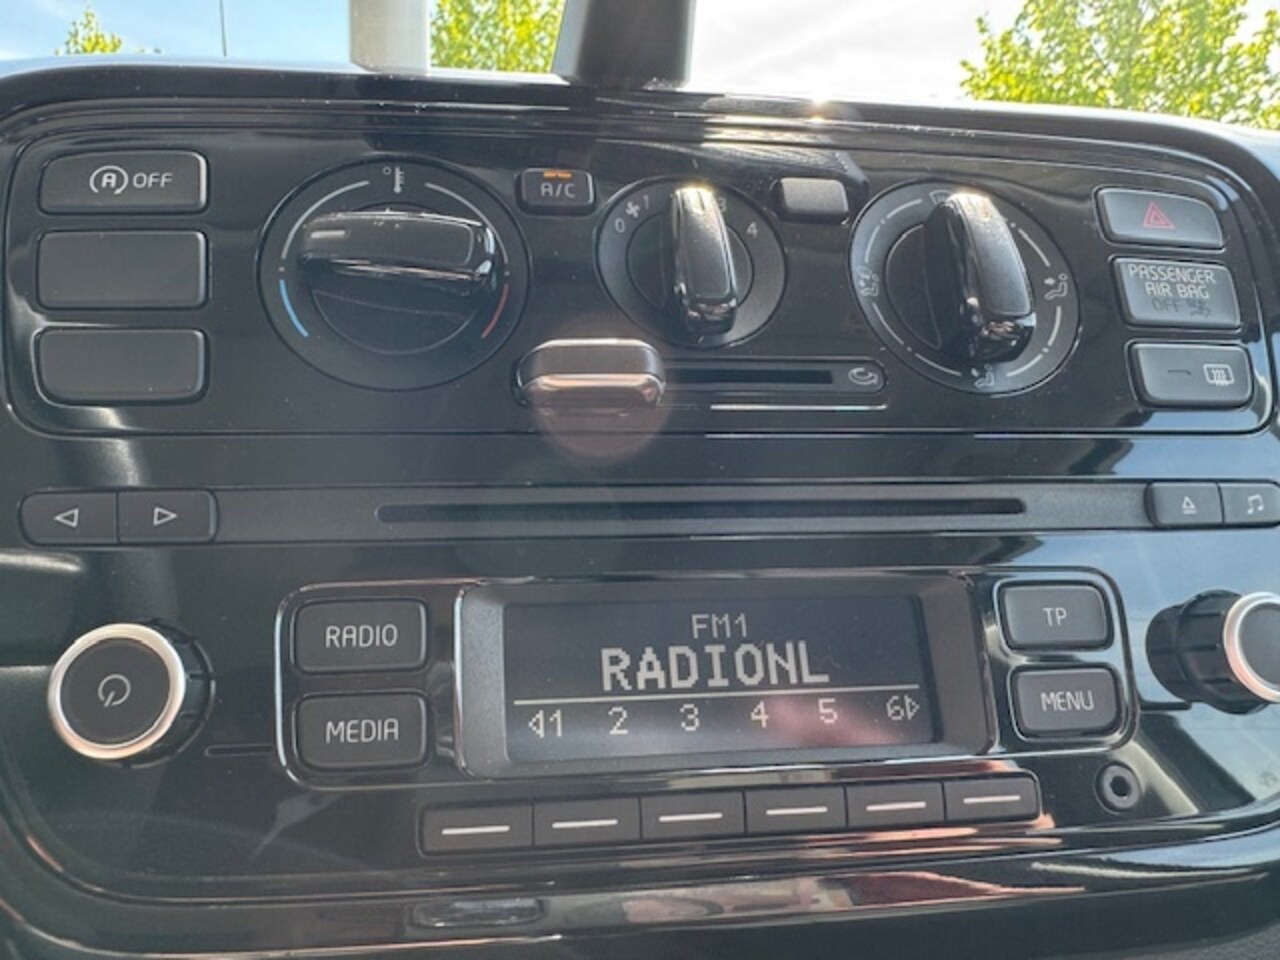 (A) OFF
A/C
0 1 3 4
PASSENGER
AIR BAG
OFF
RADIO
MEDIA
FM1
RADIONL
1 2 3 4 5 6
TP
MENU